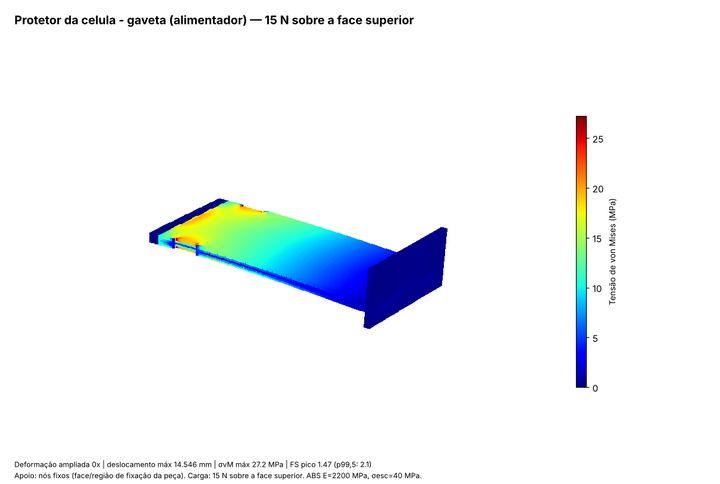 Protetor da celula - gaveta (alimentador) — 15 N sobre a face superior
25
20
15
10
5
0
Tensão de von Mises (MPa)
Deformação ampliada 0x | deslocamento máx 14.546 mm | σvM máx 27.2 MPa | FS pico 1.47 (p99,5: 2.1)
Apoio: nós fixos (face/região de fixação da peça). Carga: 15 N sobre a face superior. ABS E=2200 MPa, σesc=40 MPa.